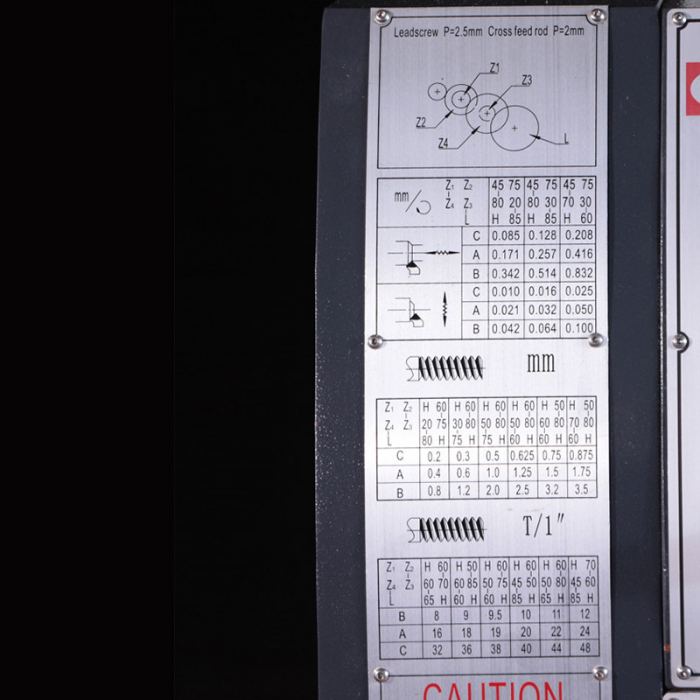 Leadscrew P=2.5mm Cross feed rod P=2mm
Z1
Z3
Z2
Z4
L
mm/
Z1 Z2 45 75 45 75 45 75
Z4 Z3 80 20 80 30 70 30
L H 85 H 85 H 60
C 0.085 0.128 0.208
A 0.171 0.257 0.416
B 0.342 0.514 0.832
C 0.010 0.016 0.025
A 0.021 0.032 0.050
B 0.042 0.064 0.100
mm
Z1 Z2 H 60 H 60 H 60 H 60 H 50 H 50
Z4 Z3 20 75 30 80 50 80 50 80 60 80 70 80
L 80 H 75 H 75 H 60 H 60 H 60 H
C 0.2 0.3 0.5 0.625 0.75 0.875
A 0.4 0.6 1.0 1.25 1.5 1.75
B 0.8 1.2 2.0 2.5 3.2 3.5
T/1"
Z1 Z2 H 60 H 50 H 60 H 60 H 60 H 70
Z4 Z3 60 70 60 85 50 75 45 50 50 80 45 60
L 65 H 60 H 60 H 85 H 65 H 85 H
B 8 9 9.5 10 11 12
A 16 18 19 20 22 24
C 32 36 38 40 44 48
CAUTION